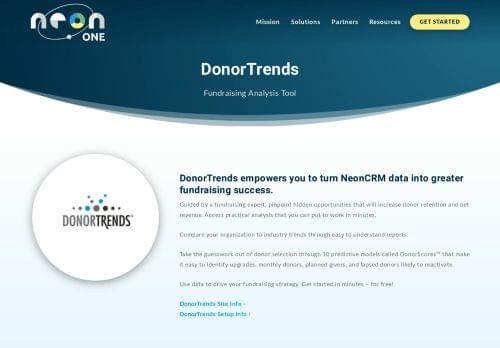 neon
ONE
Mission Solutions Partners Resources GET STARTED
DonorTrends
Fundraising Analysis Tool
DONORTRENDS™
DonorTrends empowers you to turn NeonCRM data into greater
fundraising success.
Guided by a fundraising expert, pinpoint hidden opportunities that will increase donor retention and net
revenue. Access practical analysis that you can put to work in minutes.
Compare your organization to industry trends through easy to understand reports.
Take the guesswork out of donor selection through 10 predictive models called DonorScores™ that make
it easy to identify upgrades, monthly donors, planned givers, and lapsed donors likely to reactivate.
Use data to drive your fundraising strategy. Get started in minutes – for free!
DonorTrends Site Info ›
DonorTrends Setup Info ›